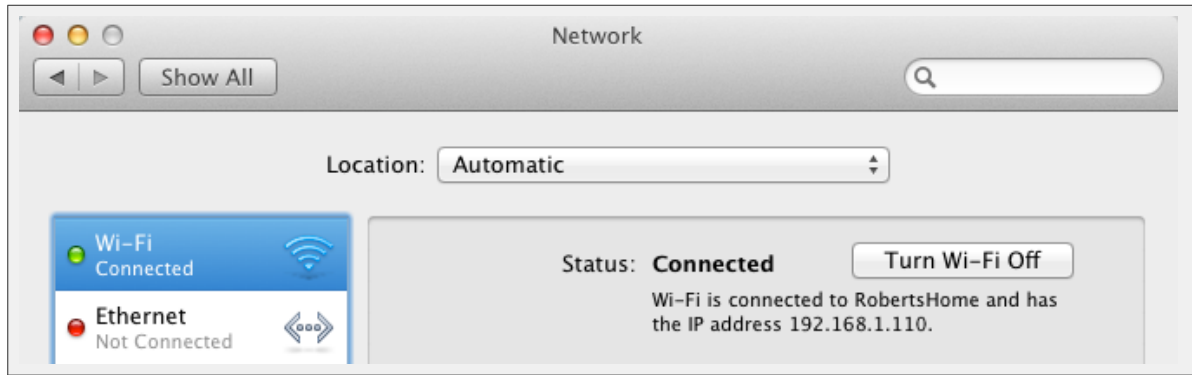 Network
Show All
Location: Automatic
Wi-Fi
Connected
Status: Connected
Turn Wi-Fi Off
Wi-Fi is connected to RobertsHome and has
the IP address 192.168.1.110.
Ethernet
Not Connected